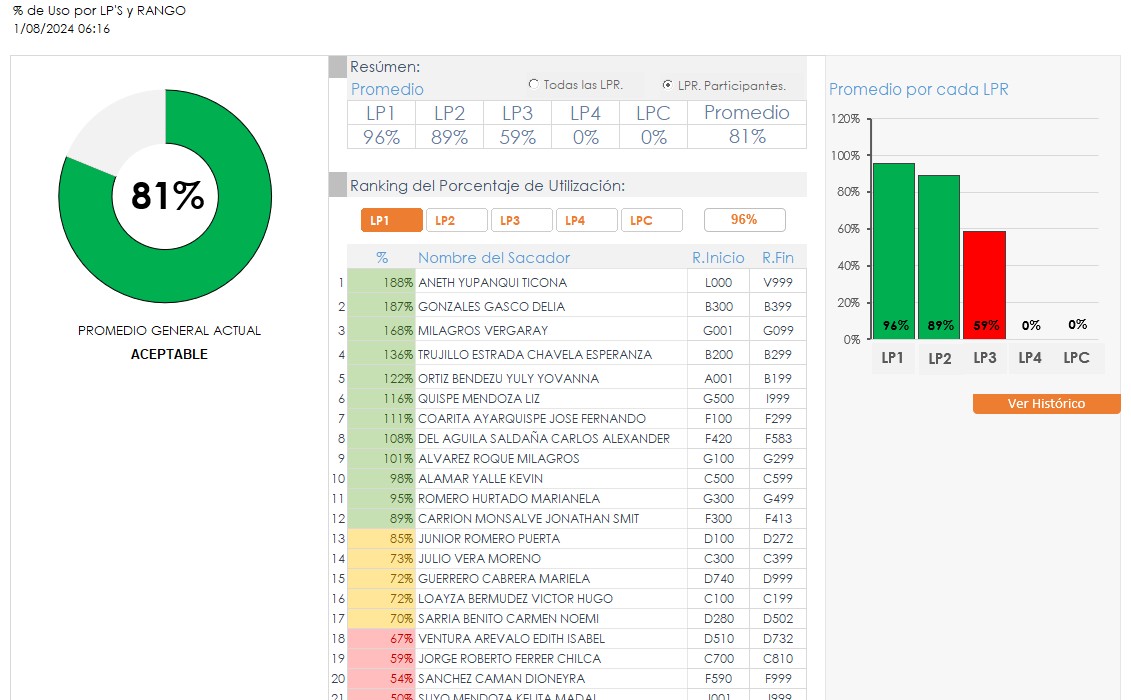 % de Uso por LP'S y RANGO
1/08/2024 06:16
81%
PROMEDIO GENERAL ACTUAL
ACEPTABLE
Resúmen:
Promedio
Todas las LPR.
LPR. Participantes.
LP1 LP2 LP3 LP4 LPC Promedio
96% 89% 59% 0% 0% 81%
Ranking del Porcentaje de Utilización:
LP1 LP2 LP3 LP4 LPC 96%
% Nombre del Sacador R.Inicio R.Fin
1 188% ANETH YUPANQUI TICONA L000 V999
2 187% GONZALES GASCO DELIA B300 B399
3 168% MILAGROS VERGARAY G001 G099
4 136% TRUJILLO ESTRADA CHAVELA ESPERANZA B200 B299
5 122% ORTIZ BENDEZU YULY YOVANNA A001 B199
6 116% QUISPE MENDOZA LIZ G500 I999
7 111% COARITA AYARQUISPE JOSE FERNANDO F100 F299
8 108% DEL AGUILA SALDAÑA CARLOS ALEXANDER F420 F583
9 101% ALVAREZ ROQUE MILAGROS G100 G299
10 98% ALAMAR YALLE KEVIN C500 C599
11 95% ROMERO HURTADO MARIANELA G300 G499
12 89% CARRION MONSALVE JONATHAN SMIT F300 F413
13 85% JUNIOR ROMERO PUERTA D100 D272
14 73% JULIO VERA MORENO C300 C399
15 72% GUERRERO CABRERA MARIELA D740 D999
16 72% LOAYZA BERMUDEZ VICTOR HUGO C100 C199
17 70% SARRIA BENITO CARMEN NOEMI D280 D502
18 67% VENTURA AREVALO EDITH ISABEL D510 D732
19 59% JORGE ROBERTO FERRER CHILCA C700 C810
20 54% SANCHEZ CAMAN DIONEYRA F590 F999
21 50% SUYO MENDOZA KELITA MADAI J001 J999
Promedio por cada LPR
120%
100%
80%
60%
40%
20%
0%
96% 89% 59% 0% 0%
LP1 LP2 LP3 LP4 LPC
Ver Histórico